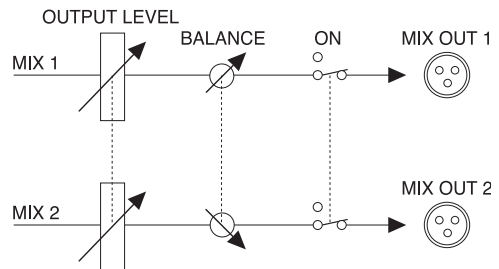 OUTPUT LEVEL
BALANCE
ON
MIX OUT 1
MIX 1
MIX OUT 2
MIX 2